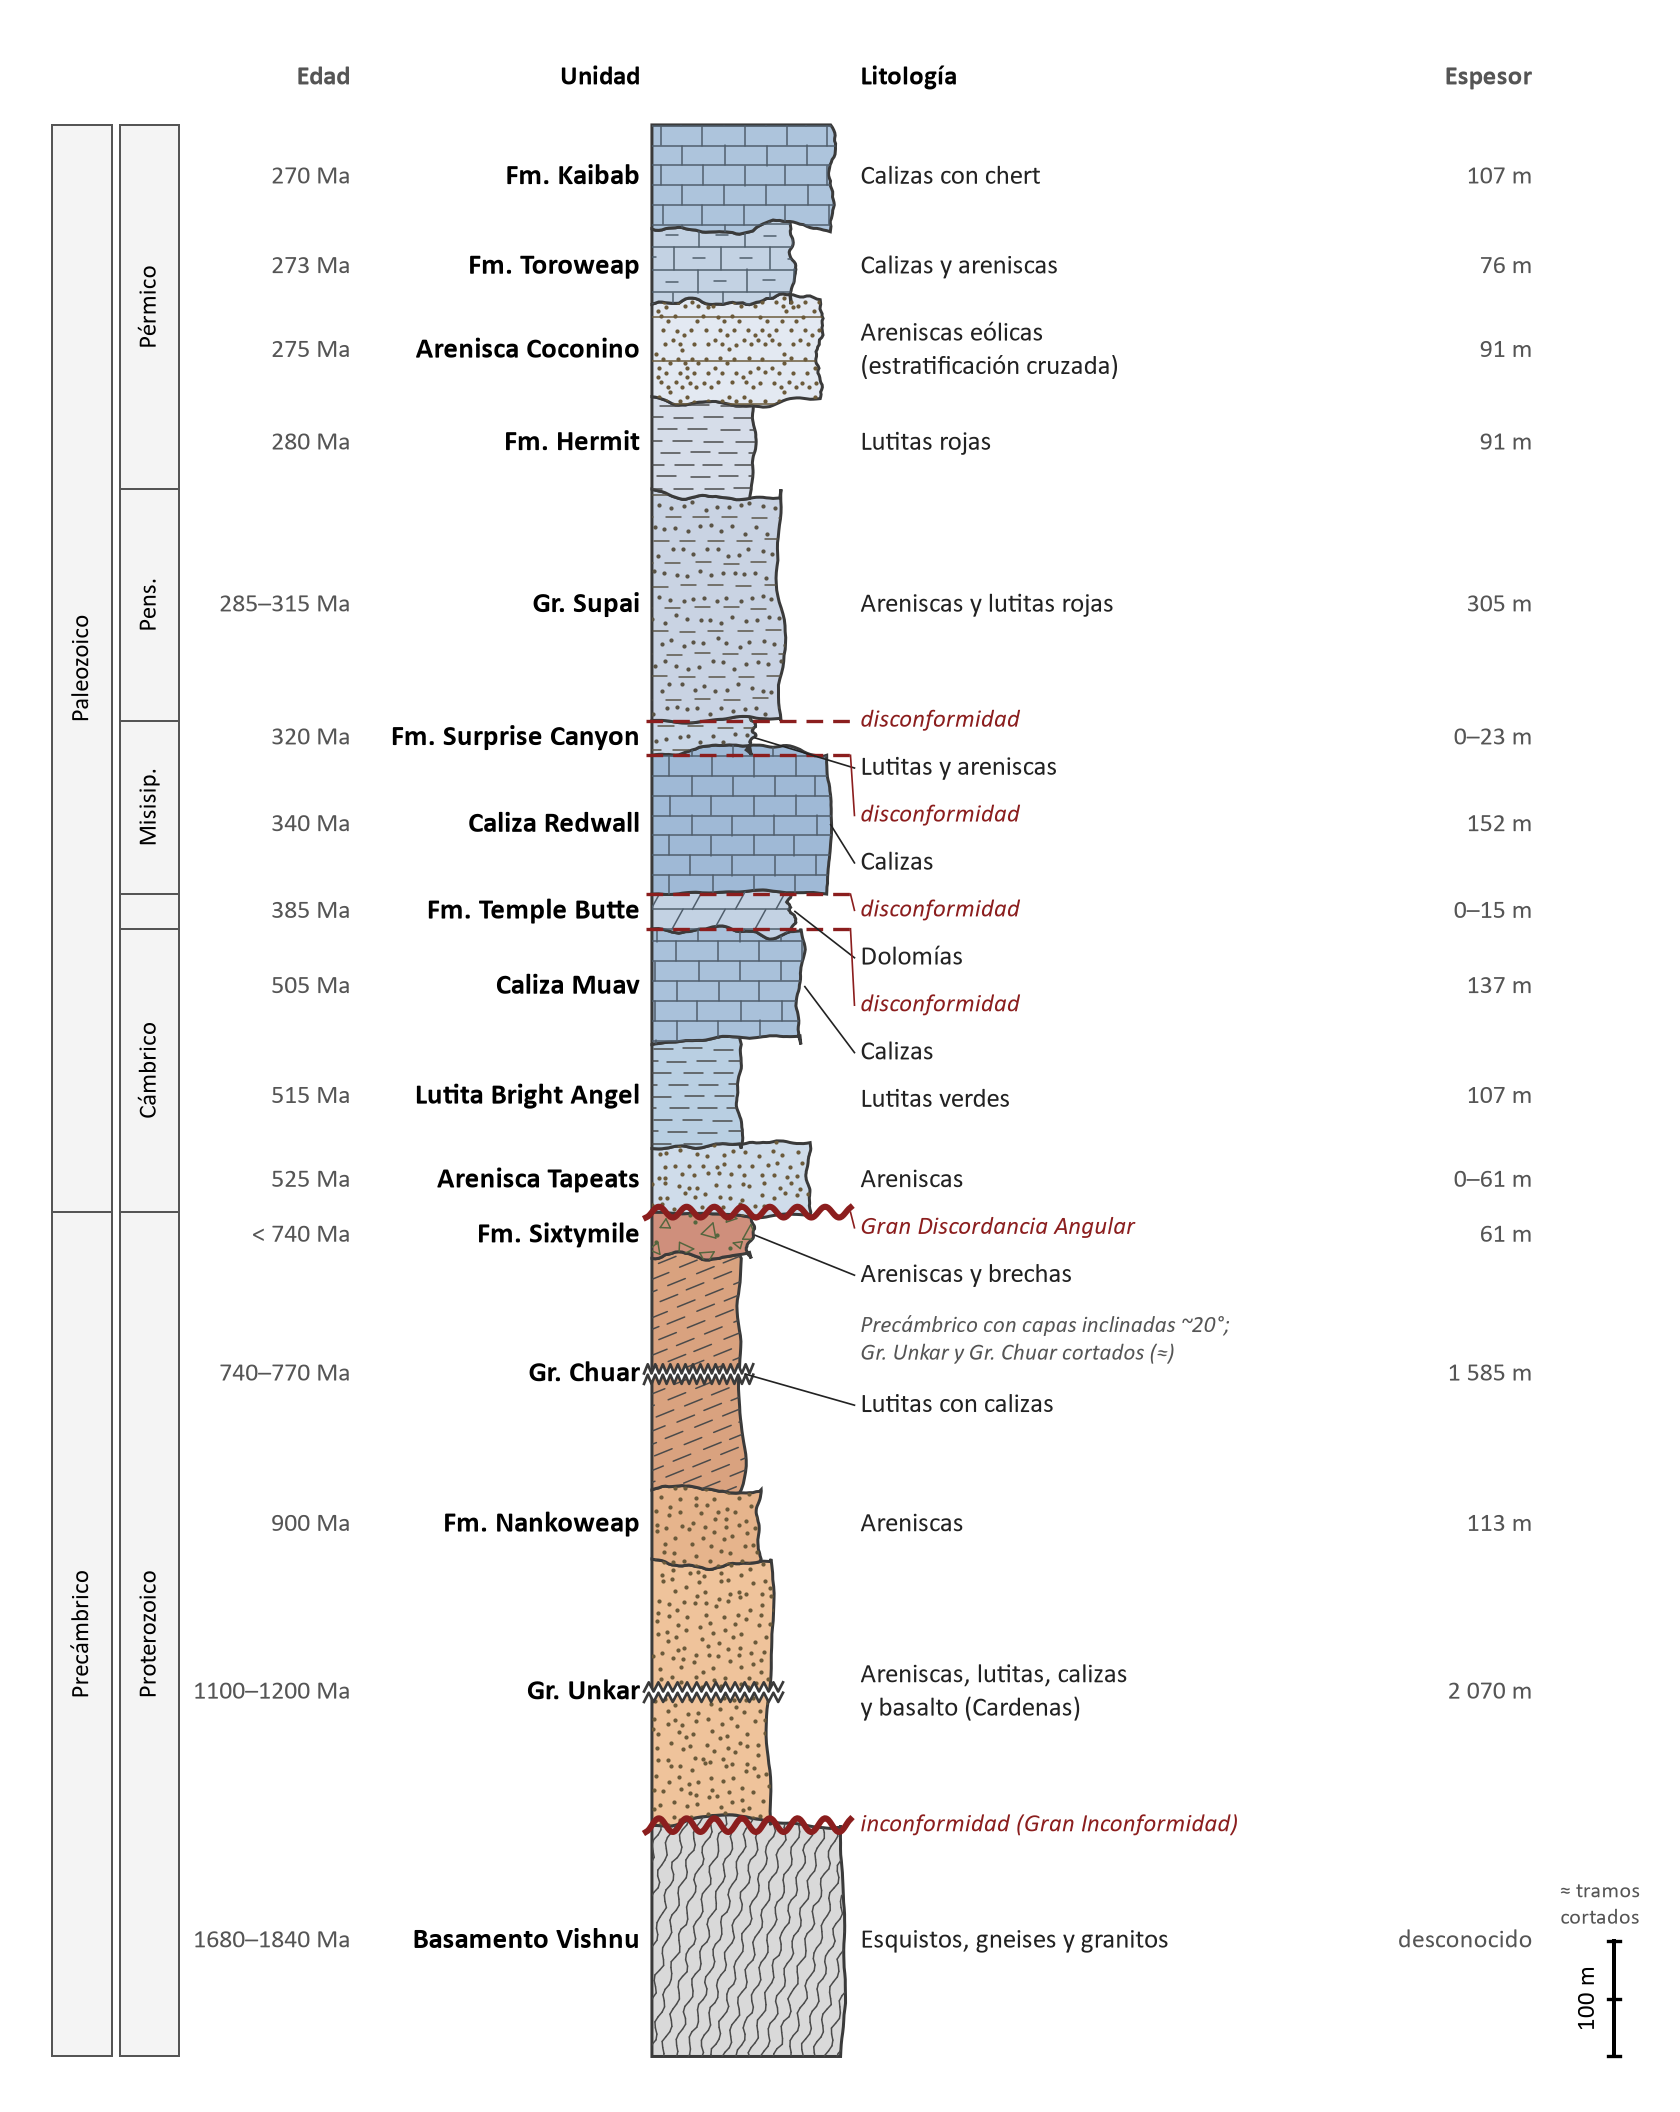 Edad Unidad Litología Espesor
Paleozoico
Pérmico
270 Ma Fm. Kaibab Calizas con chert 107 m
273 Ma Fm. Toroweap Calizas y areniscas 76 m
275 Ma Arenisca Coconino Areniscas eólicas
(estratificación cruzada) 91 m
280 Ma Fm. Hermit Lutitas rojas 91 m
Pens.
285–315 Ma Gr. Supai Areniscas y lutitas rojas 305 m
disconformidad
Misisip.
320 Ma Fm. Surprise Canyon Lutitas y areniscas 0–23 m
disconformidad
340 Ma Caliza Redwall Calizas 152 m
disconformidad
385 Ma Fm. Temple Butte Dolomías 0–15 m
disconformidad
Cámbrico
505 Ma Caliza Muav Calizas 137 m
515 Ma Lutita Bright Angel Lutitas verdes 107 m
525 Ma Arenisca Tapeats Areniscas 0–61 m
Gran Discordancia Angular
Precámbrico
Proterozoico
< 740 Ma Fm. Sixtymile Areniscas y brechas 61 m
Precámbrico con capas inclinadas ~20°;
Gr. Unkar y Gr. Chuar cortados (≈)
740–770 Ma Gr. Chuar Lutitas con calizas 1 585 m
900 Ma Fm. Nankoweap Areniscas 113 m
1100–1200 Ma Gr. Unkar Areniscas, lutitas, calizas
y basalto (Cardenas) 2 070 m
inconformidad (Gran Inconformidad)
1680–1840 Ma Basamento Vishnu Esquistos, gneises y granitos desconocido
≈ tramos
cortados
100 m